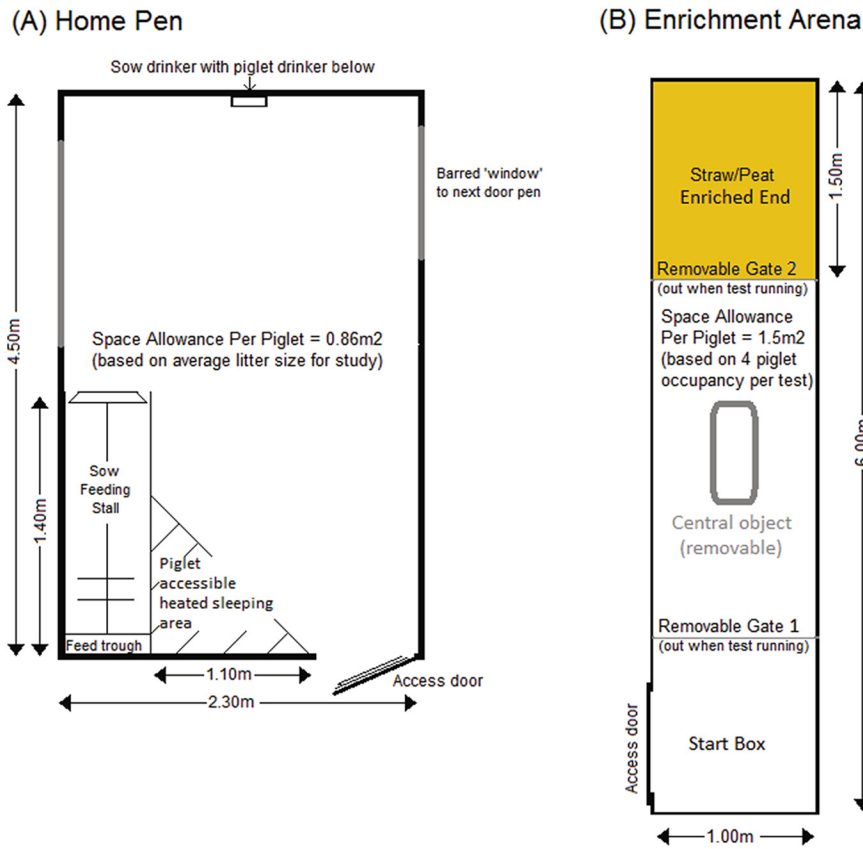 (A) Home Pen
Sow drinker with piglet drinker below
4.50m
Barred 'window'
to next door pen
Space Allowance Per Piglet = 0.86m2
(based on average litter size for study)
1.40m
Sow
Feeding
Stall
Piglet
accessible
heated sleeping
area
Feed trough
1.10m
Access door
2.30m
(B) Enrichment Arena
Straw/Peat
Enriched End
1.50m
Removable Gate 2
(out when test running)
Space Allowance
Per Piglet = 1.5m2
(based on 4 piglet
occupancy per test)
6.00m
Central object
(removable)
Removable Gate 1
(out when test running)
Access door
Start Box
1.00m